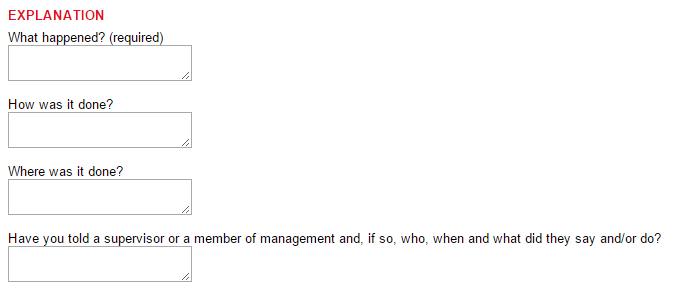 EXPLANATION
What happened? (required)
How was it done?
Where was it done?
Have you told a supervisor or a member of management and, if so, who, when and what did they say and/or do?